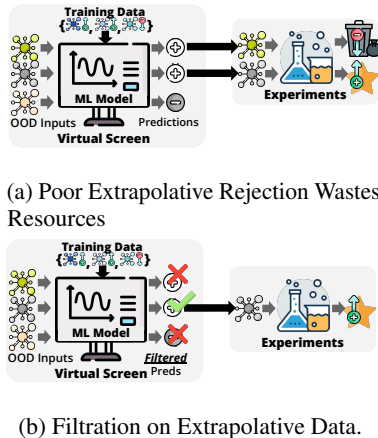 Training Data
{ , , }
ML Model
OOD Inputs
Predictions
Virtual Screen
Experiments
(a) Poor Extrapolative Rejection Wastes
Resources
Training Data
{ , , }
ML Model
OOD Inputs
Filtered
Preds
Virtual Screen
Experiments
(b) Filtration on Extrapolative Data.